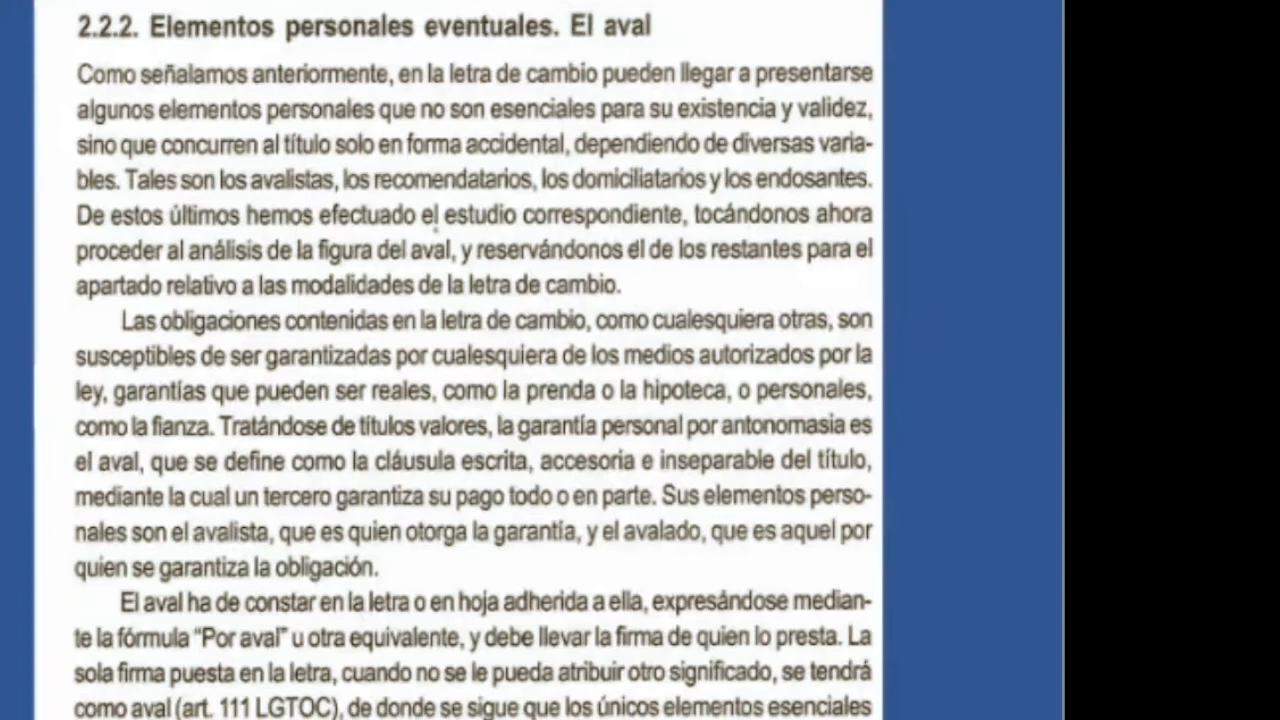 2.2.2. Elementos personales eventuales. El aval
Como señalamos anteriormente, en la letra de cambio pueden llegar a presentarse
algunos elementos personales que no son esenciales para su existencia y validez,
sino que concurren al título solo en forma accidental, dependiendo de diversas varia-
bles. Tales son los avalistas, los recomendatarios, los domiciliatarios y los endosantes.
De estos últimos hemos efectuado el estudio correspondiente, tocándonos ahora
proceder al análisis de la figura del aval, y reservándonos él de los restantes para el
apartado relativo a las modalidades de la letra de cambio.
Las obligaciones contenidas en la letra de cambio, como cualesquiera otras, son
susceptibles de ser garantizadas por cualesquiera de los medios autorizados por la
ley, garantías que pueden ser reales, como la prenda o la hipoteca, o personales,
como la fianza. Tratándose de títulos valores, la garantía personal por antonomasia es
el aval, que se define como la cláusula escrita, accesoria e inseparable del título,
mediante la cual un tercero garantiza su pago todo o en parte. Sus elementos perso-
nales son el avalista, que es quien otorga la garantía, y el avalado, que es aquel por
quien se garantiza la obligación.
El aval ha de constar en la letra o en hoja adherida a ella, expresándose median-
te la fórmula “Por aval” u otra equivalente, y debe llevar la firma de quien lo presta. La
sola firma puesta en la letra, cuando no se le pueda atribuir otro significado, se tendrá
como aval (art. 111 LGTOC), de donde se sigue que los únicos elementos esenciales